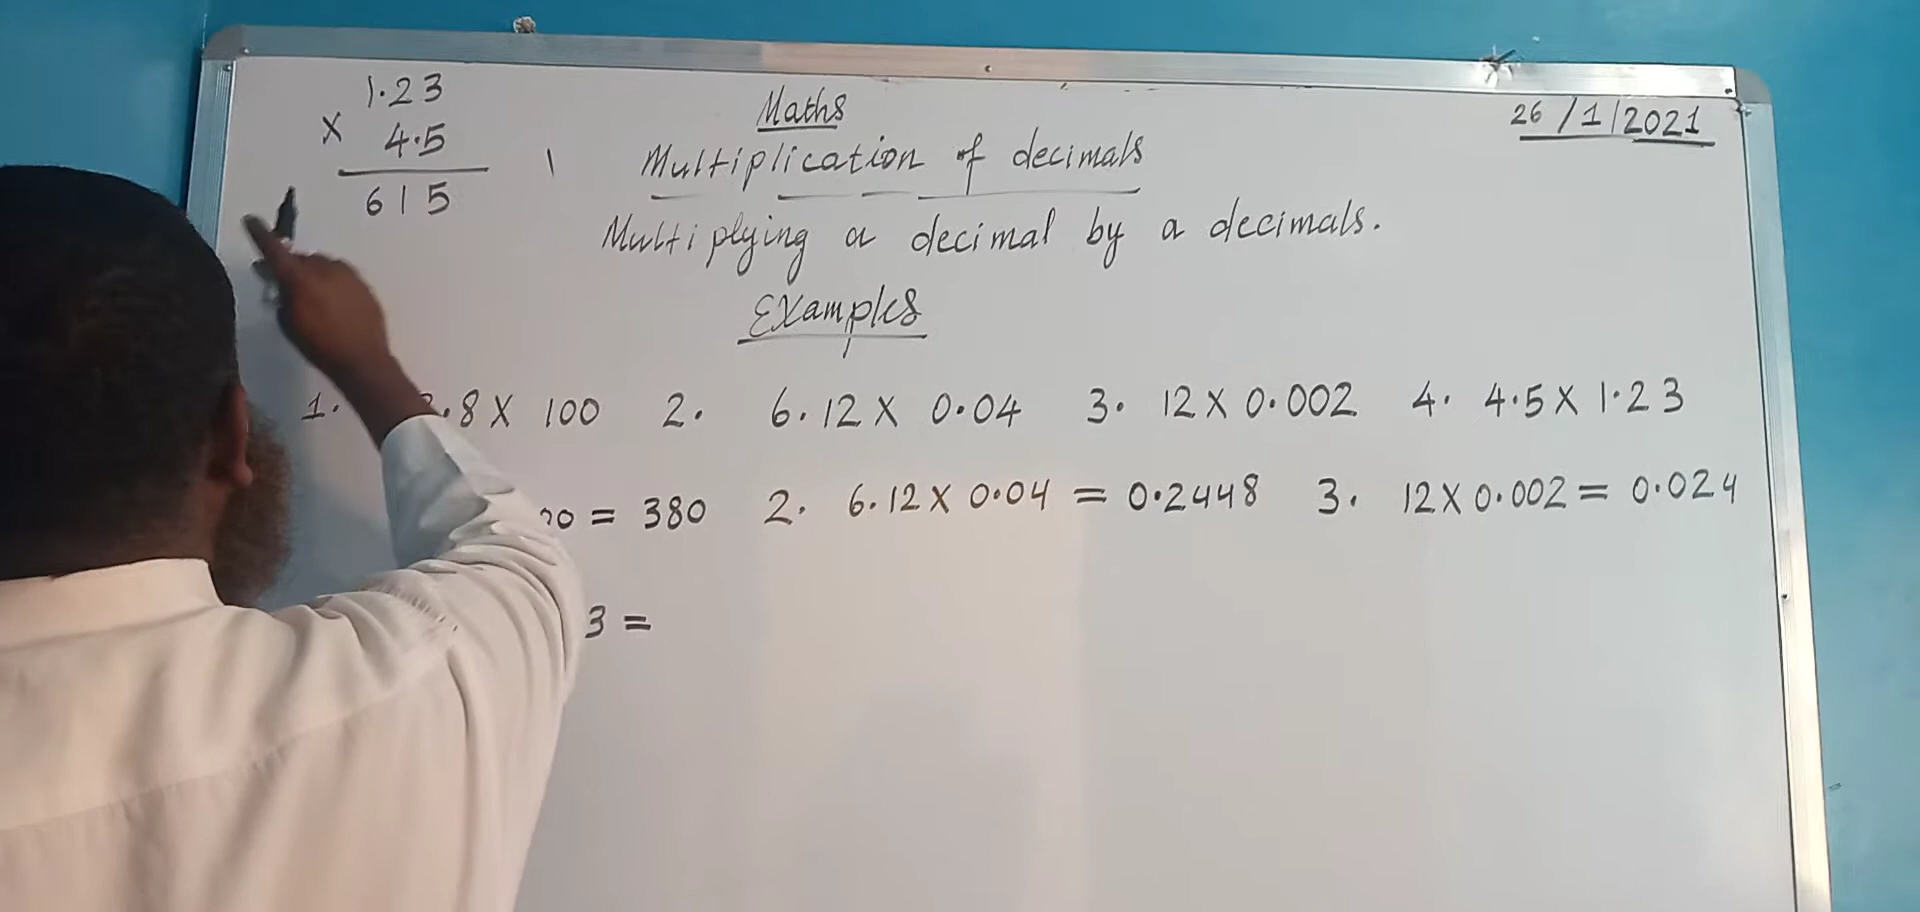 1.23
x 4.5
615
Maths
26/1/2021
Multiplication of decimals
Multiplying a decimal by a decimals.
Examples
1. .8 x 100 2. 6.12 x 0.04 3. 12 x 0.002 4. 4.5 x 1.23
= 380 2. 6.12 x 0.04 = 0.2448 3. 12 x 0.002 = 0.024
3 =